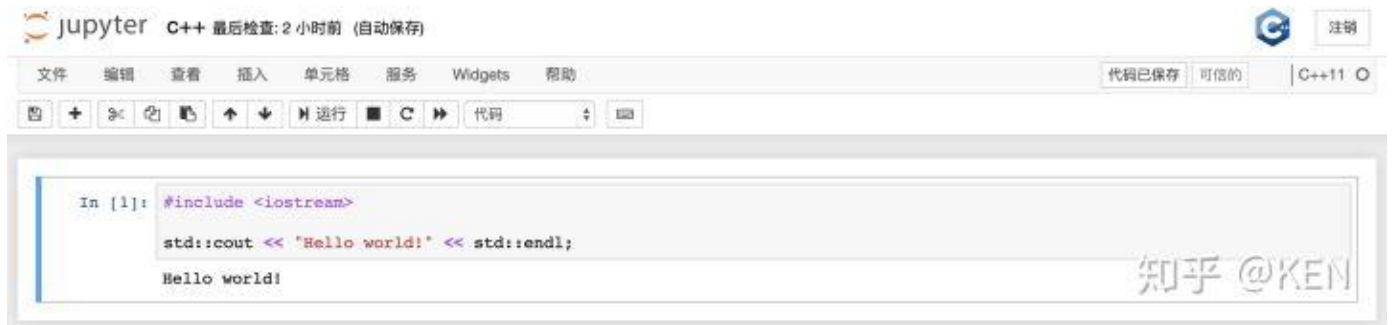 jupyter C++ 最后检查: 2 小时前 (自动保存)
注销
文件 编辑 查看 插入 单元格 服务 Widgets 帮助
代码已保存 可信的 C++11
运行 代码
In [1]: #include <iostream>
std::cout << "Hello world!" << std::endl;
Hello world!
知乎 @KEN